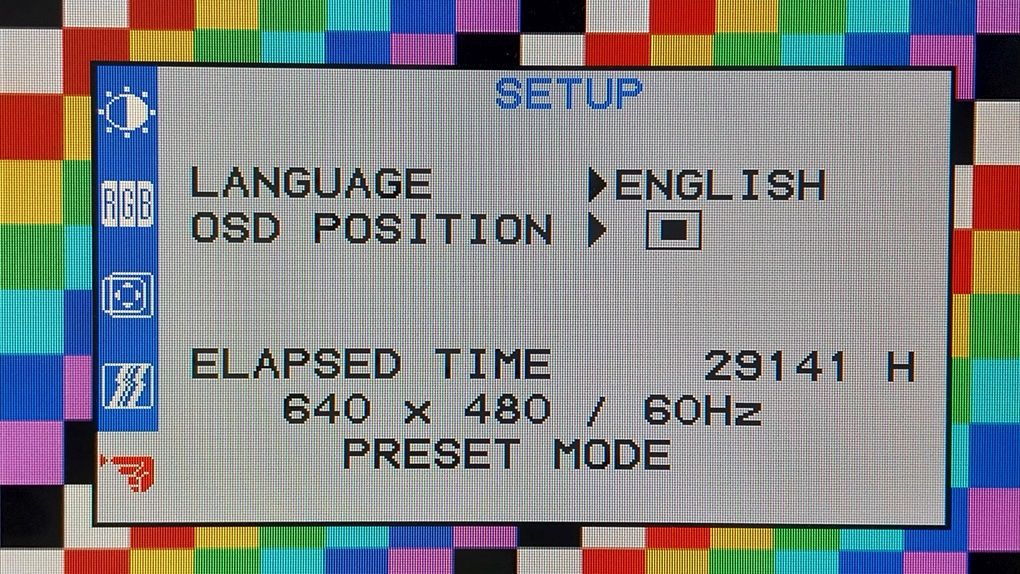 SETUP
LANGUAGE ENGLISH
RGB
OSD POSITION
ELAPSED TIME 29141 H
640 x 480 / 60Hz
PRESET MODE